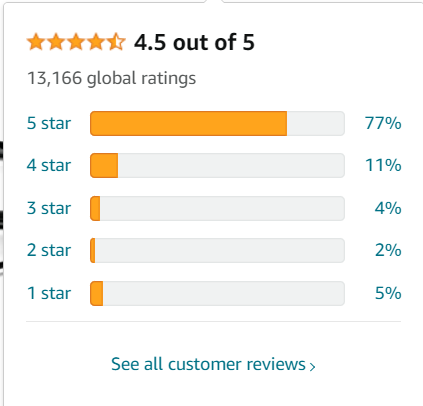 4.5 out of 5
13,166 global ratings
5 star 77%
4 star 11%
3 star 4%
2 star 2%
1 star 5%
See all customer reviews ›